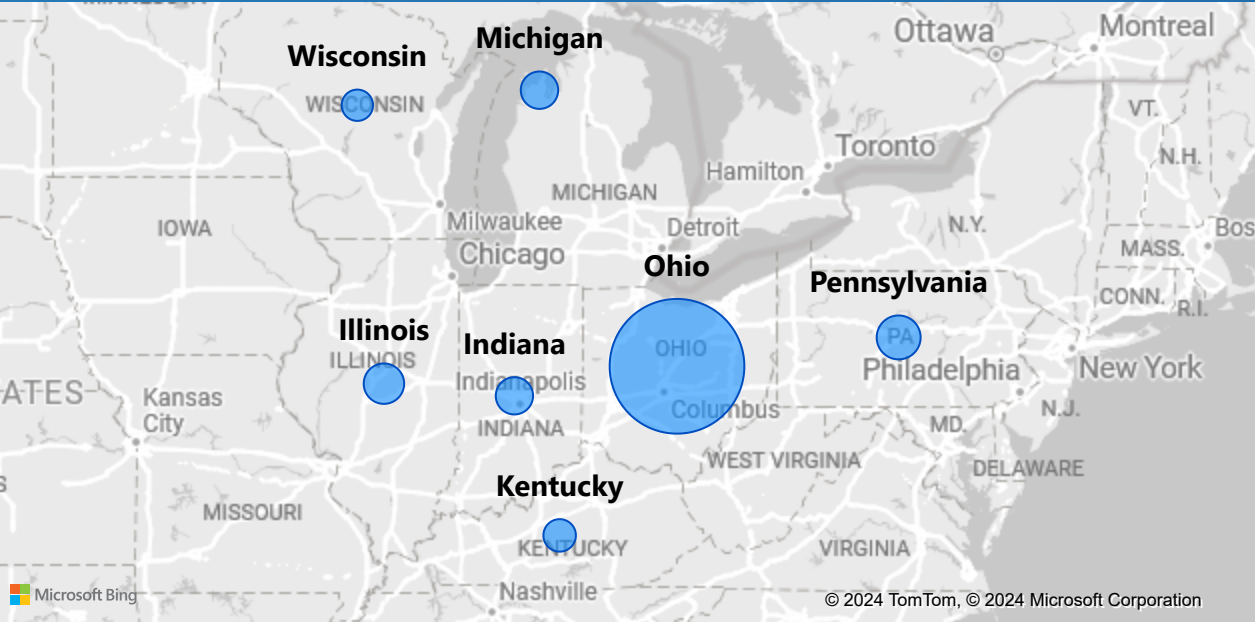 MINNESOTA
Ottawa
Montreal
Michigan
Wisconsin
WISCONSIN
VT.
Toronto
N.H.
Hamilton
MICHIGAN
IOWA
Milwaukee
Detroit
N.Y.
Bos
MASS.
Chicago
Ohio
Pennsylvania
CONN.
R.I.
Illinois
Indiana
PA
OHIO
ILLINOIS
Philadelphia
New York
Indianapolis
ATES
Kansas
City
Columbus
N.J.
INDIANA
MD.
WEST VIRGINIA
DELAWARE
Kentucky
S
MISSOURI
KENTUCKY
VIRGINIA
Nashville
Microsoft Bing
© 2024 TomTom, © 2024 Microsoft Corporation